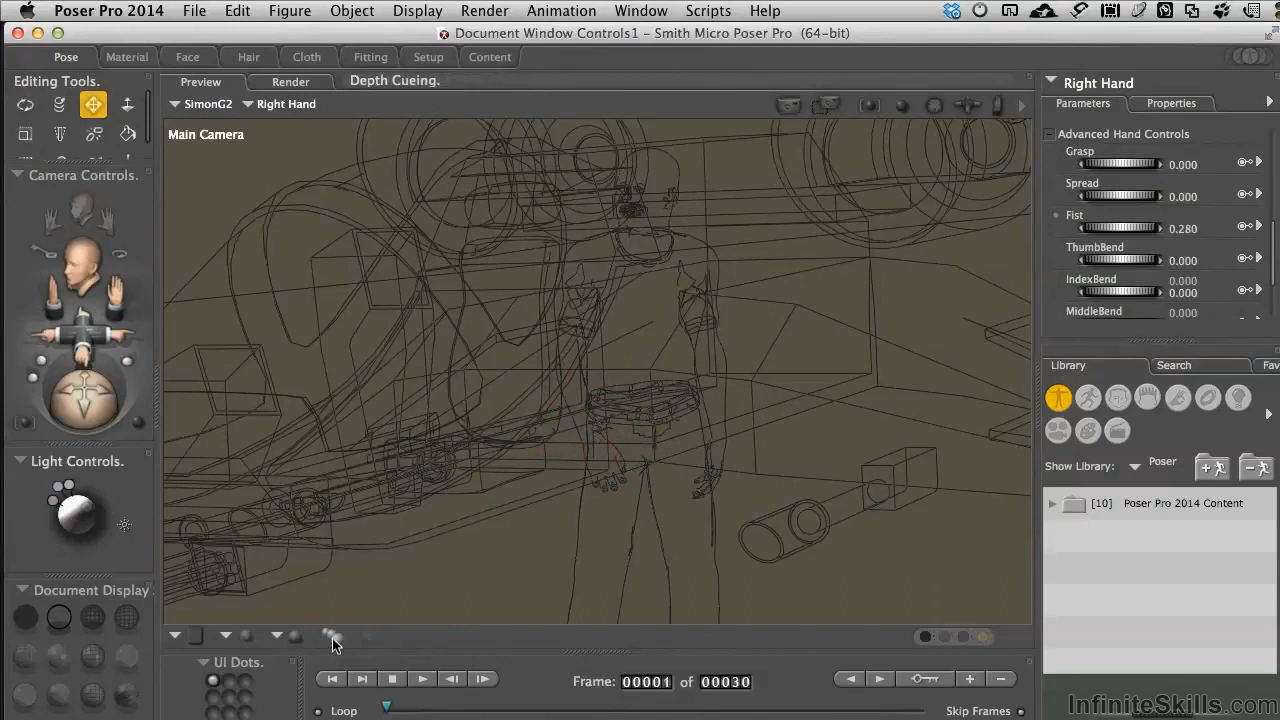 Poser Pro 2014 File Edit Figure Object Display Render Animation Window Scripts Help
Document Window Controls1 – Smith Micro Poser Pro (64-bit)
Pose Material Face Hair Cloth Fitting Setup Content
Editing Tools.
Preview Render Depth Cueing.
Right Hand
SimonG2 Right Hand
Parameters Properties
Main Camera
Advanced Hand Controls
Grasp
0.000
Spread
0.000
Fist
0.280
ThumbBend
0.000
IndexBend 0.000
0.000
MiddleBend 0.000
Camera Controls.
Library Search Fav
Show Library: Poser
[10] Poser Pro 2014 Content
Light Controls.
Document Display
UI Dots.
Frame: 00001 of 00030
Loop
Skip Frames
InfiniteSkills.com